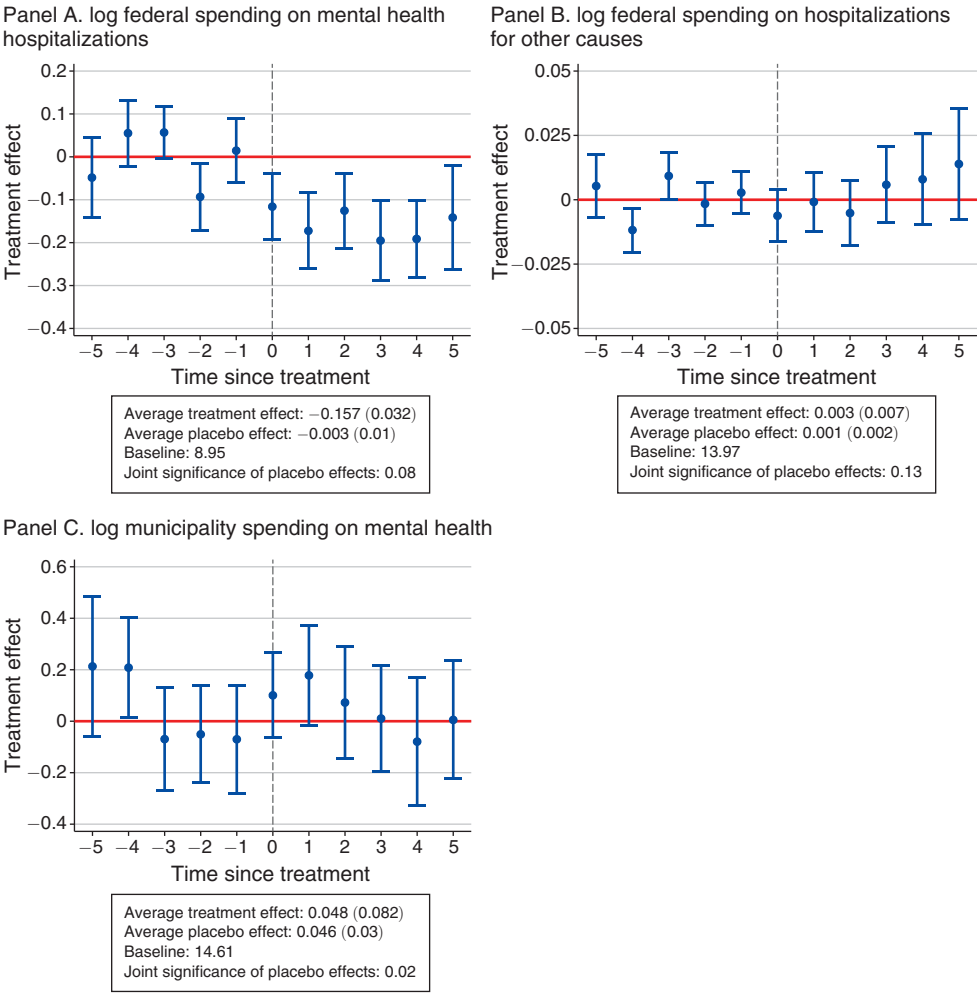 Panel A. log federal spending on mental health
hospitalizations
0.2
0.1
0
−0.1
−0.2
−0.3
−0.4
Treatment effect
−5 −4 −3 −2 −1 0 1 2 3 4 5
Time since treatment
Average treatment effect: −0.157 (0.032)
Average placebo effect: −0.003 (0.01)
Baseline: 8.95
Joint significance of placebo effects: 0.08
Panel B. log federal spending on hospitalizations
for other causes
0.05
0.025
0
−0.025
−0.05
Treatment effect
−5 −4 −3 −2 −1 0 1 2 3 4 5
Time since treatment
Average treatment effect: 0.003 (0.007)
Average placebo effect: 0.001 (0.002)
Baseline: 13.97
Joint significance of placebo effects: 0.13
Panel C. log municipality spending on mental health
0.6
0.4
0.2
0
−0.2
−0.4
Treatment effect
−5 −4 −3 −2 −1 0 1 2 3 4 5
Time since treatment
Average treatment effect: 0.048 (0.082)
Average placebo effect: 0.046 (0.03)
Baseline: 14.61
Joint significance of placebo effects: 0.02